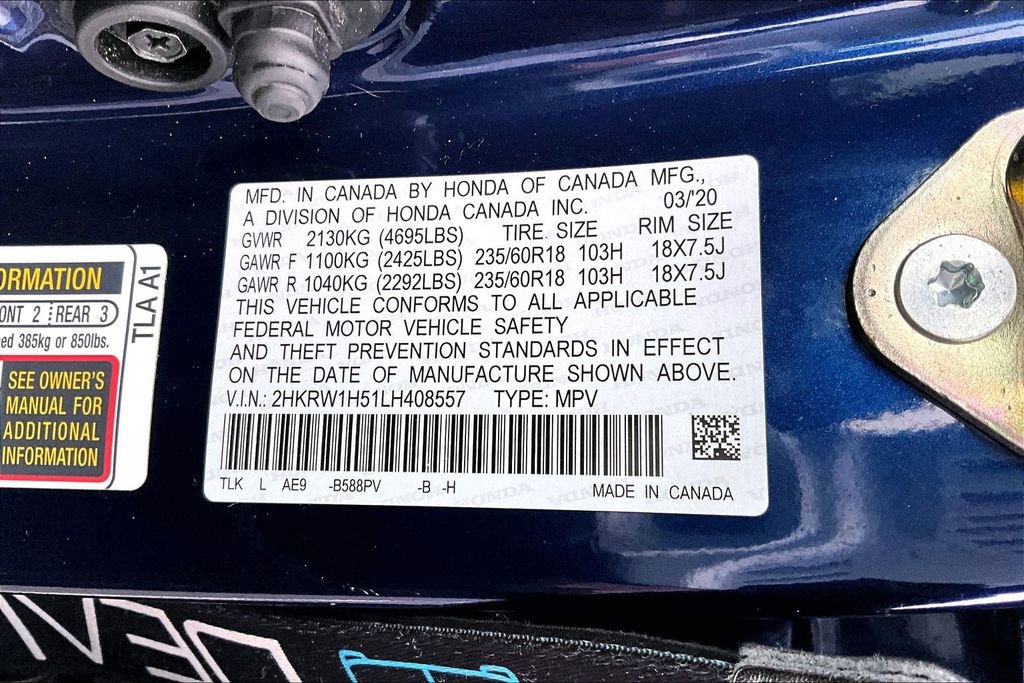 MFD. IN CANADA BY HONDA OF CANADA MFG.,
A DIVISION OF HONDA CANADA INC. 03/'20
GVWR 2130KG (4695LBS) TIRE. SIZE RIM SIZE
GAWR F 1100KG (2425LBS) 235/60R18 103H 18X7.5J
GAWR R 1040KG (2292LBS) 235/60R18 103H 18X7.5J
THIS VEHICLE CONFORMS TO ALL APPLICABLE
FEDERAL MOTOR VEHICLE SAFETY
AND THEFT PREVENTION STANDARDS IN EFFECT
ON THE DATE OF MANUFACTURE SHOWN ABOVE.
V.I.N.: 2HKRW1H51LH408557 TYPE: MPV
TLK L AE9 -B588PV -B -H MADE IN CANADA
ORMATION
ONT 2 REAR 3
ed 385kg or 850lbs.
SEE OWNER'S
MANUAL FOR
ADDITIONAL
INFORMATION
TLA A1